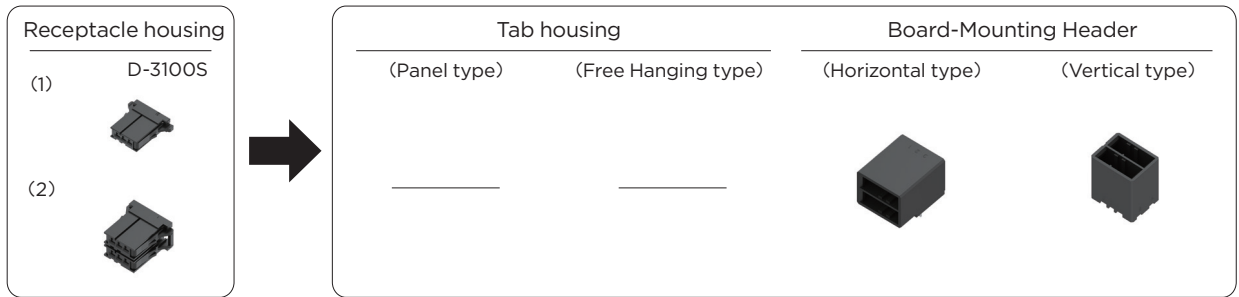 Receptacle housing
D-3100S
(1)
(2)
Tab housing
(Panel type)
(Free Hanging type)
Board-Mounting Header
(Horizontal type)
(Vertical type)